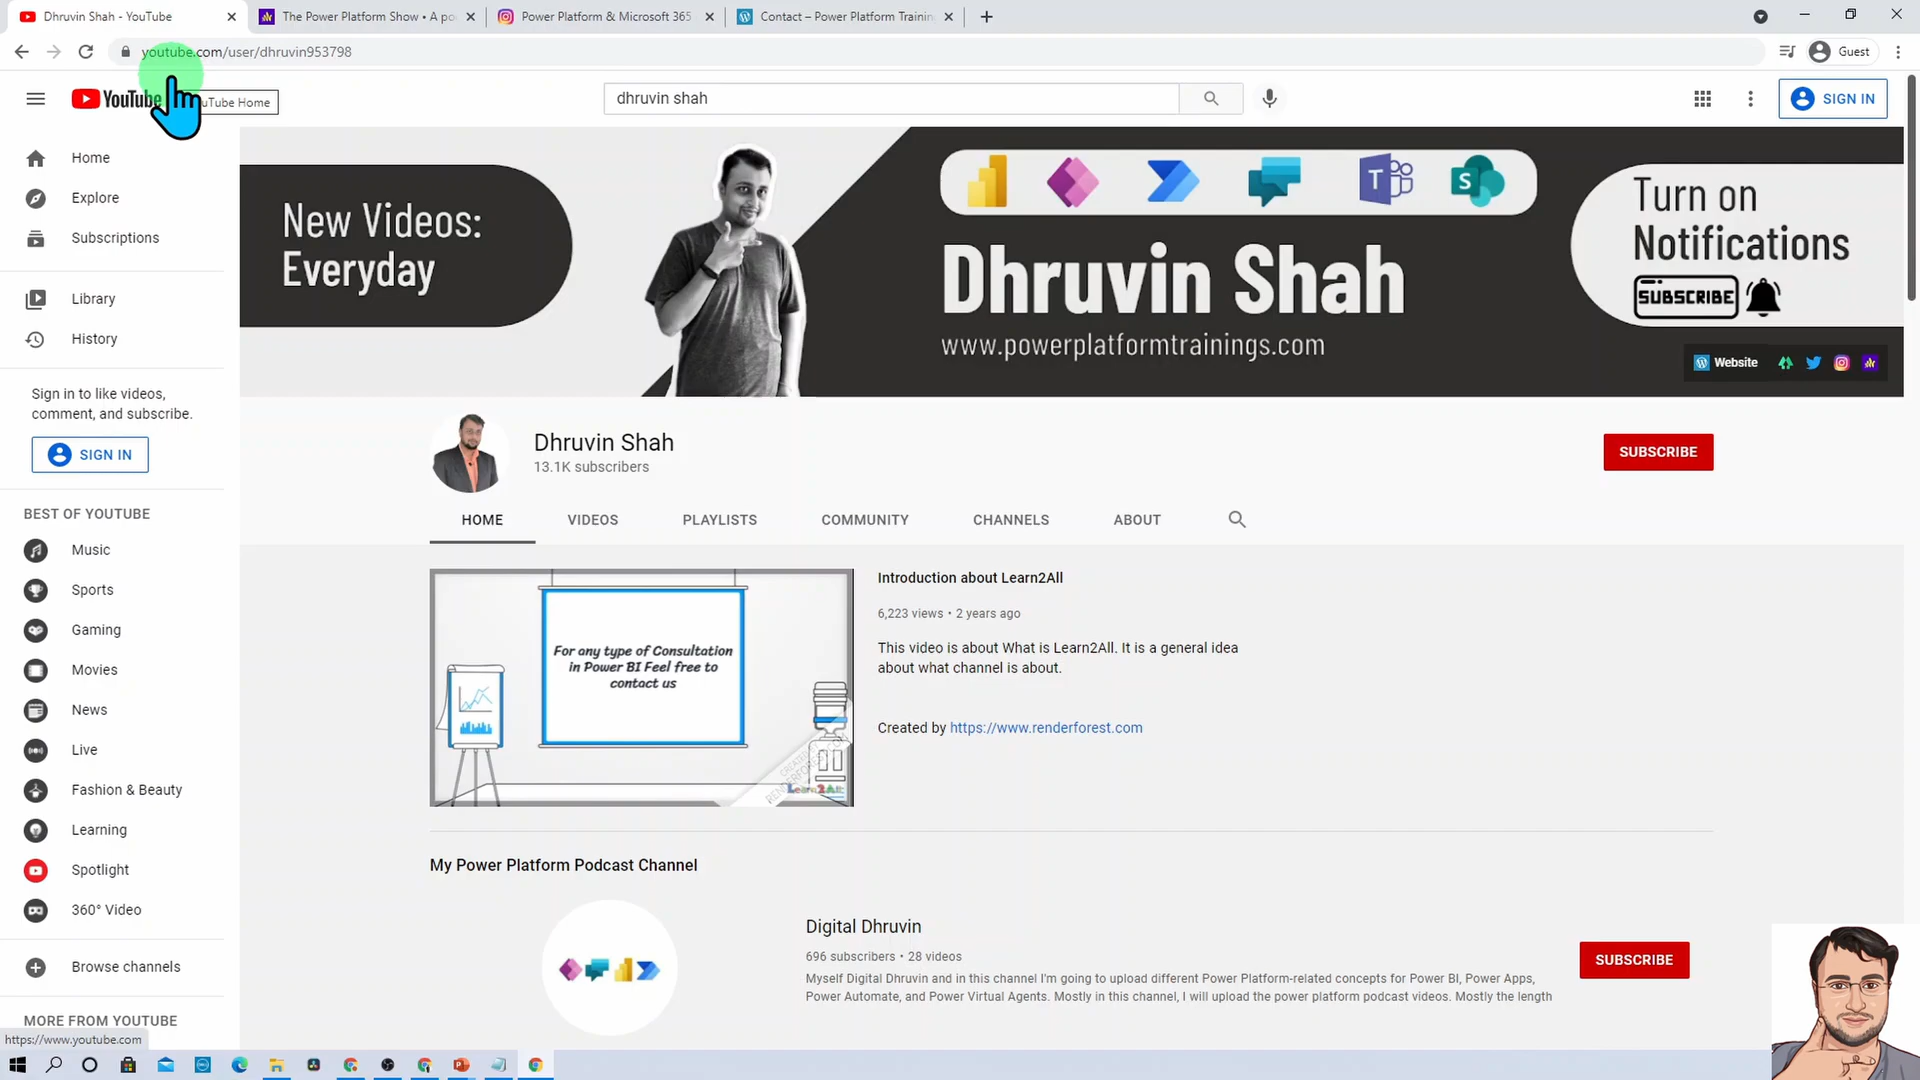 Dhruvin Shah - YouTube
The Power Platform Show • A po
Power Platform & Microsoft 365
Contact – Power Platform Trainin
youtube.com/user/dhruvin953798
Guest
YouTube
uTube Home
dhruvin shah
SIGN IN
Home
Explore
Subscriptions
Library
History
Sign in to like videos,
comment, and subscribe.
SIGN IN
BEST OF YOUTUBE
Music
Sports
Gaming
Movies
News
Live
Fashion & Beauty
Learning
Spotlight
360° Video
Browse channels
MORE FROM YOUTUBE
https://www.youtube.com
New Videos:
Everyday
T
S
Dhruvin Shah
www.powerplatformtrainings.com
Turn on
Notifications
SUBSCRIBE
Website
Dhruvin Shah
13.1K subscribers
SUBSCRIBE
HOME
VIDEOS
PLAYLISTS
COMMUNITY
CHANNELS
ABOUT
For any type of Consultation
in Power BI Feel free to
contact us
Learn2All
Introduction about Learn2All
6,223 views • 2 years ago
This video is about What is Learn2All. It is a general idea
about what channel is about.
Created by https://www.renderforest.com
My Power Platform Podcast Channel
Digital Dhruvin
696 subscribers • 28 videos
Myself Digital Dhruvin and in this channel I'm going to upload different Power Platform-related concepts for Power BI, Power Apps,
Power Automate, and Power Virtual Agents. Mostly in this channel, I will upload the power platform podcast videos. Mostly the length
SUBSCRIBE